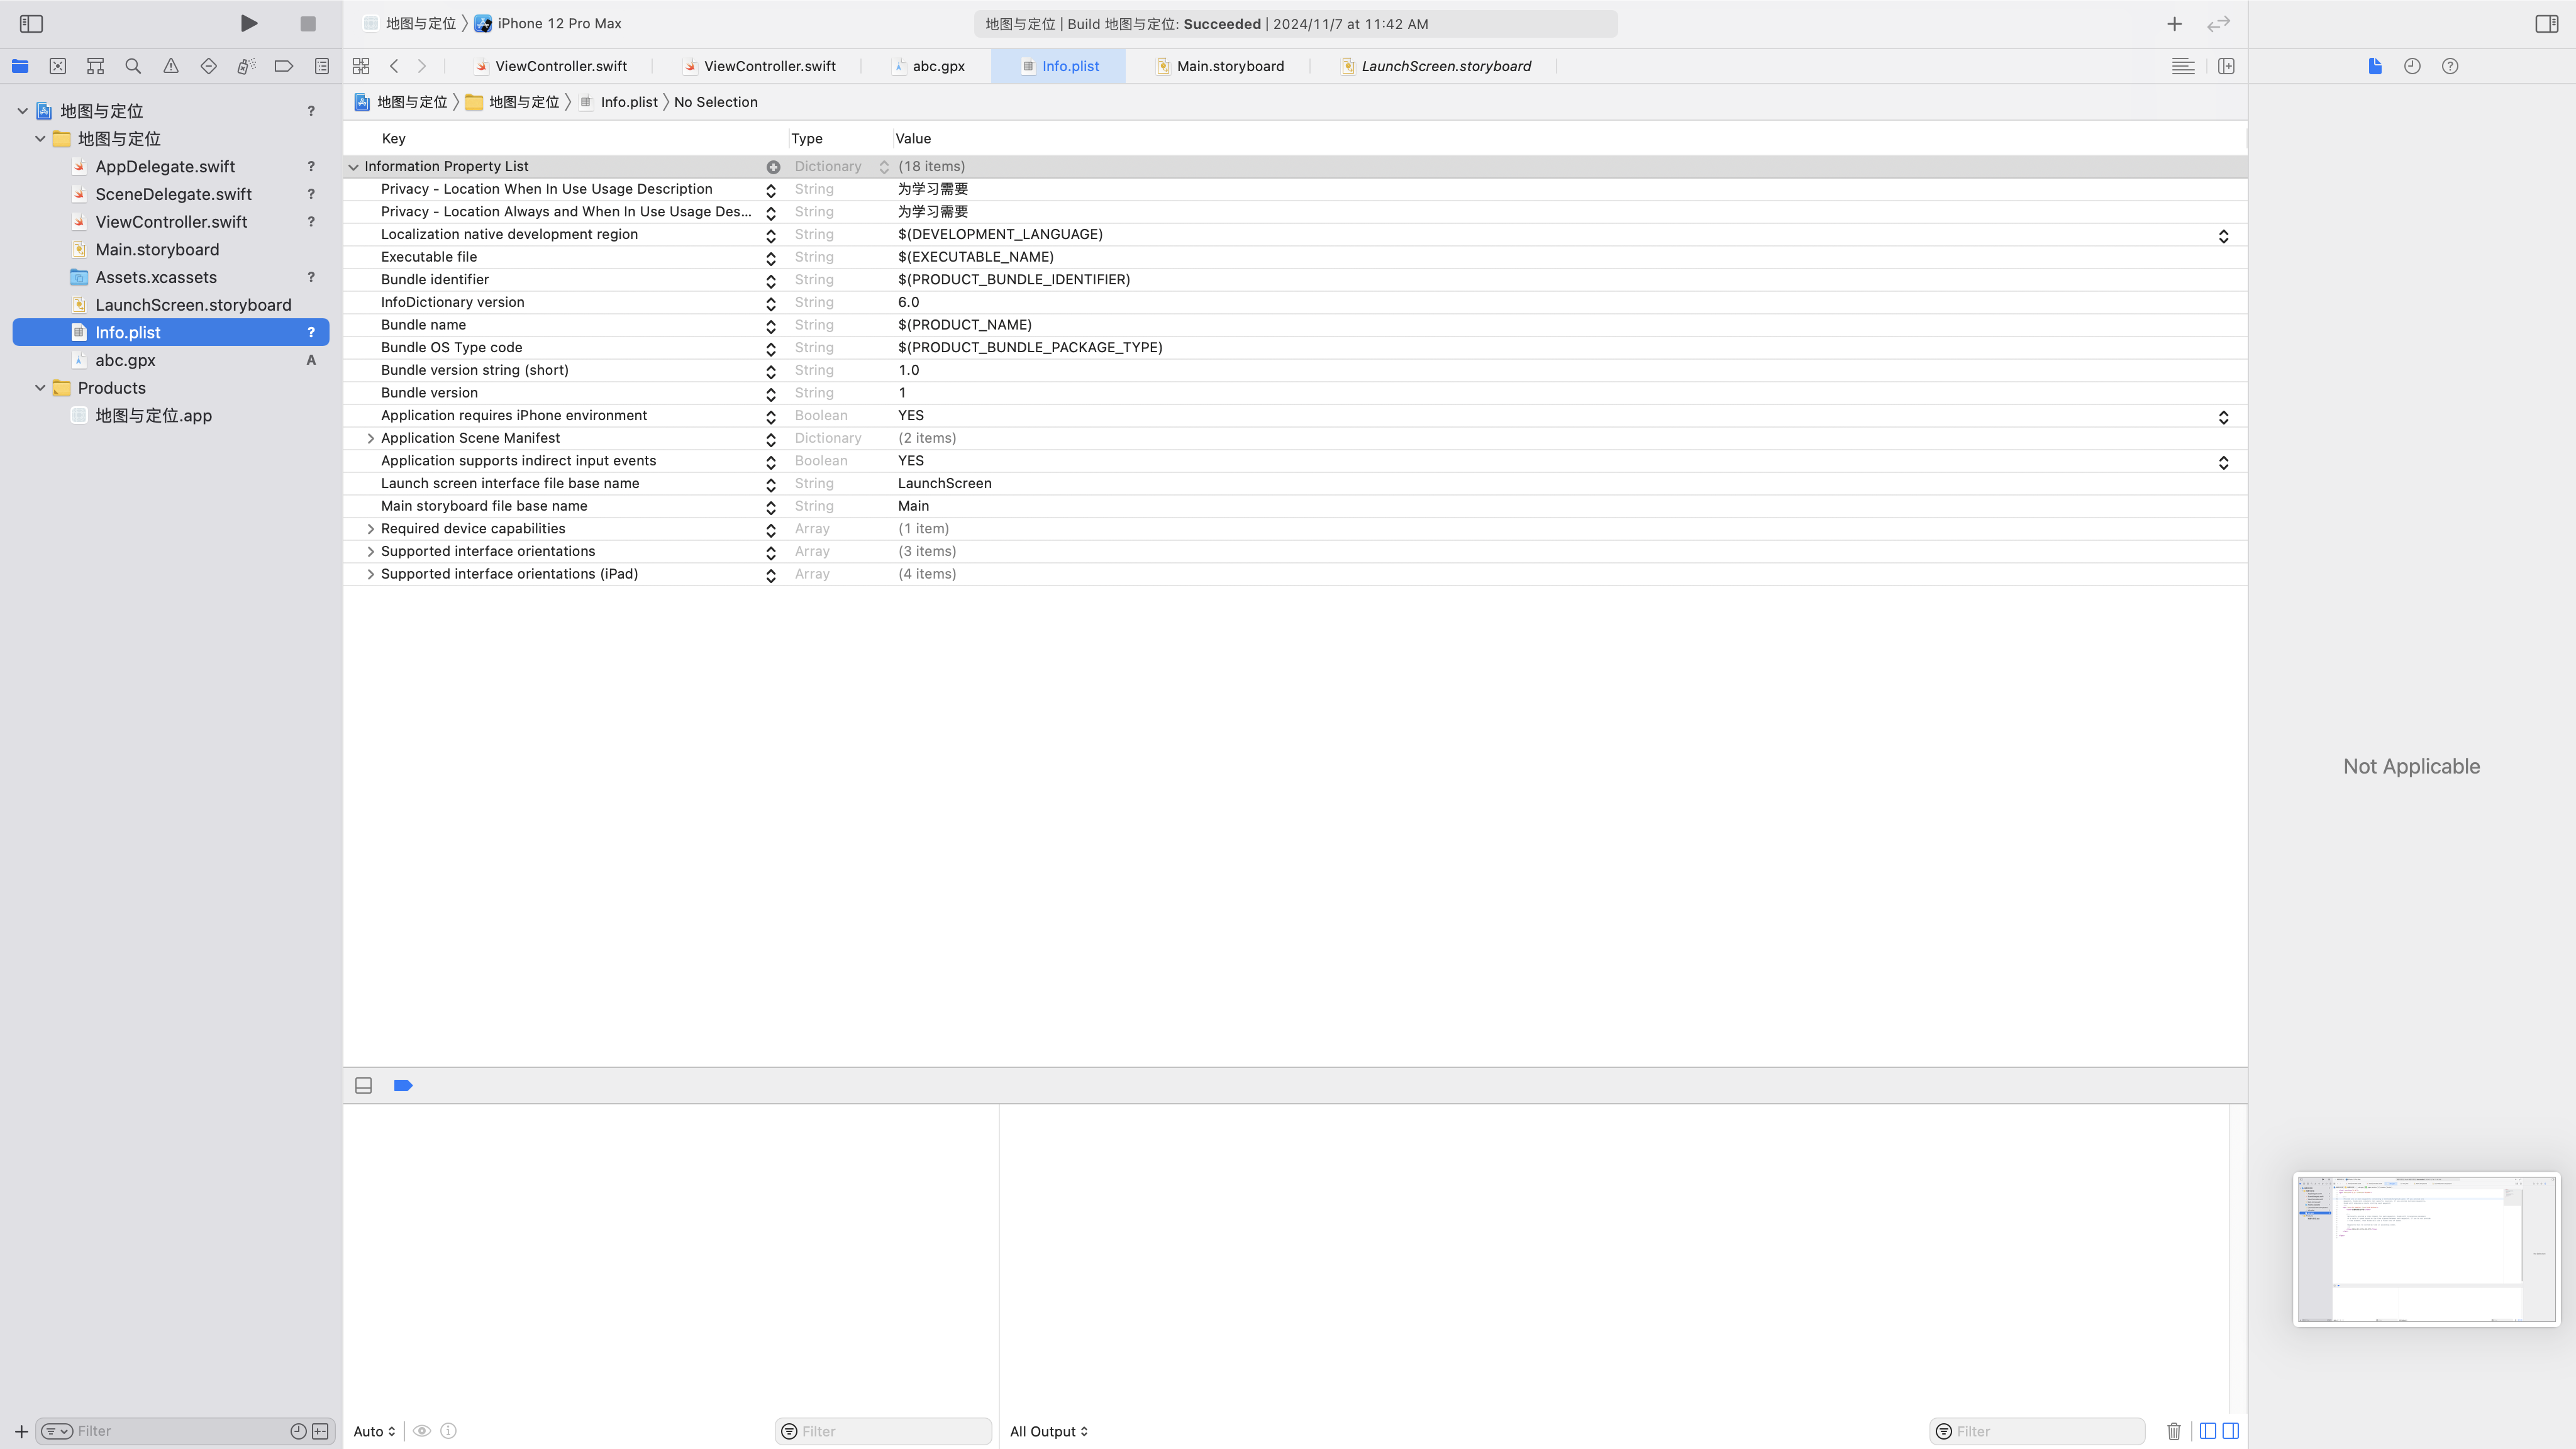 地图与定位 〉 iPhone 12 Pro Max
地图与定位 | Build 地图与定位: Succeeded | 2024/11/7 at 11:42 AM
ViewController.swift
ViewController.swift
abc.gpx
Info.plist
Main.storyboard
LaunchScreen.storyboard
地图与定位 〉 地图与定位 〉 Info.plist 〉 No Selection
地图与定位 ?
地图与定位
AppDelegate.swift ?
SceneDelegate.swift ?
ViewController.swift ?
Main.storyboard
Assets.xcassets ?
LaunchScreen.storyboard
Info.plist ?
abc.gpx A
Products
地图与定位.app
Key Type Value
Information Property List Dictionary (18 items)
Privacy - Location When In Use Usage Description String 为学习需要
Privacy - Location Always and When In Use Usage Des... String 为学习需要
Localization native development region String $(DEVELOPMENT_LANGUAGE)
Executable file String $(EXECUTABLE_NAME)
Bundle identifier String $(PRODUCT_BUNDLE_IDENTIFIER)
InfoDictionary version String 6.0
Bundle name String $(PRODUCT_NAME)
Bundle OS Type code String $(PRODUCT_BUNDLE_PACKAGE_TYPE)
Bundle version string (short) String 1.0
Bundle version String 1
Application requires iPhone environment Boolean YES
Application Scene Manifest Dictionary (2 items)
Application supports indirect input events Boolean YES
Launch screen interface file base name String LaunchScreen
Main storyboard file base name String Main
Required device capabilities Array (1 item)
Supported interface orientations Array (3 items)
Supported interface orientations (iPad) Array (4 items)
Not Applicable
Filter
Auto
Filter
All Output
Filter